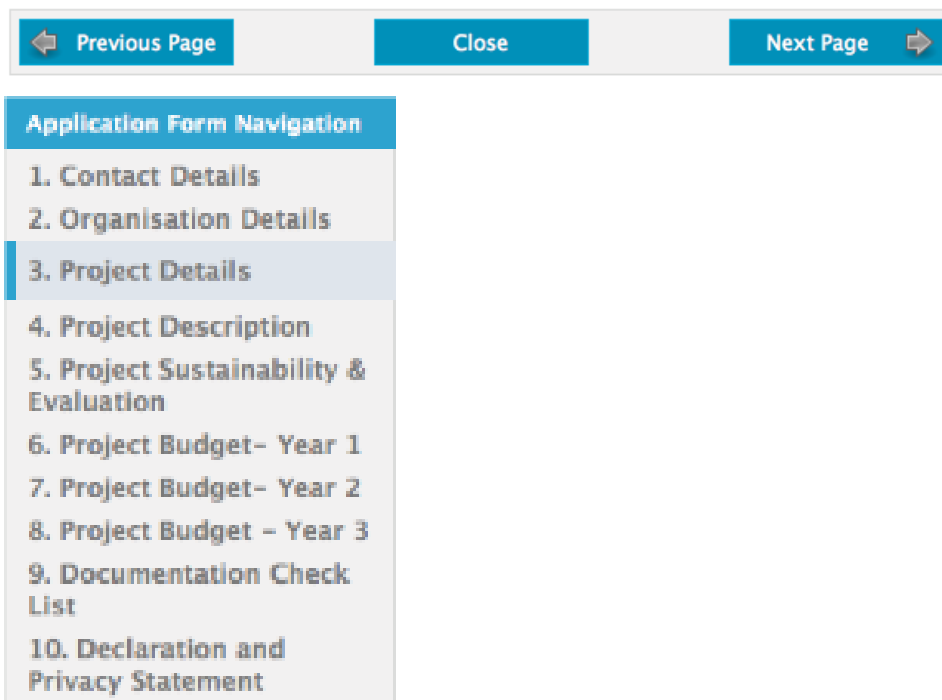 Previous Page
Close
Next Page
Application Form Navigation
1. Contact Details
2. Organisation Details
3. Project Details
4. Project Description
5. Project Sustainability &
Evaluation
6. Project Budget– Year 1
7. Project Budget– Year 2
8. Project Budget – Year 3
9. Documentation Check
List
10. Declaration and
Privacy Statement